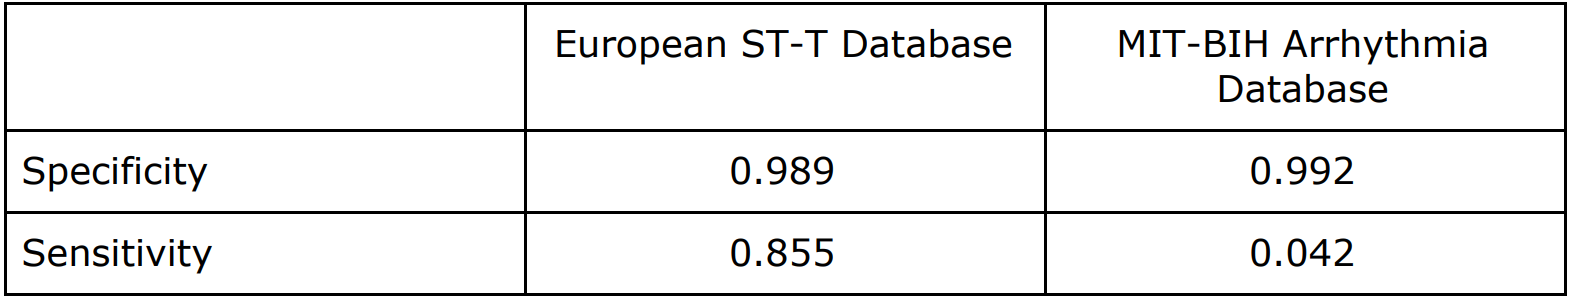 European ST-T Database
MIT-BIH Arrhythmia
Database
Specificity 0.989 0.992
Sensitivity 0.855 0.042